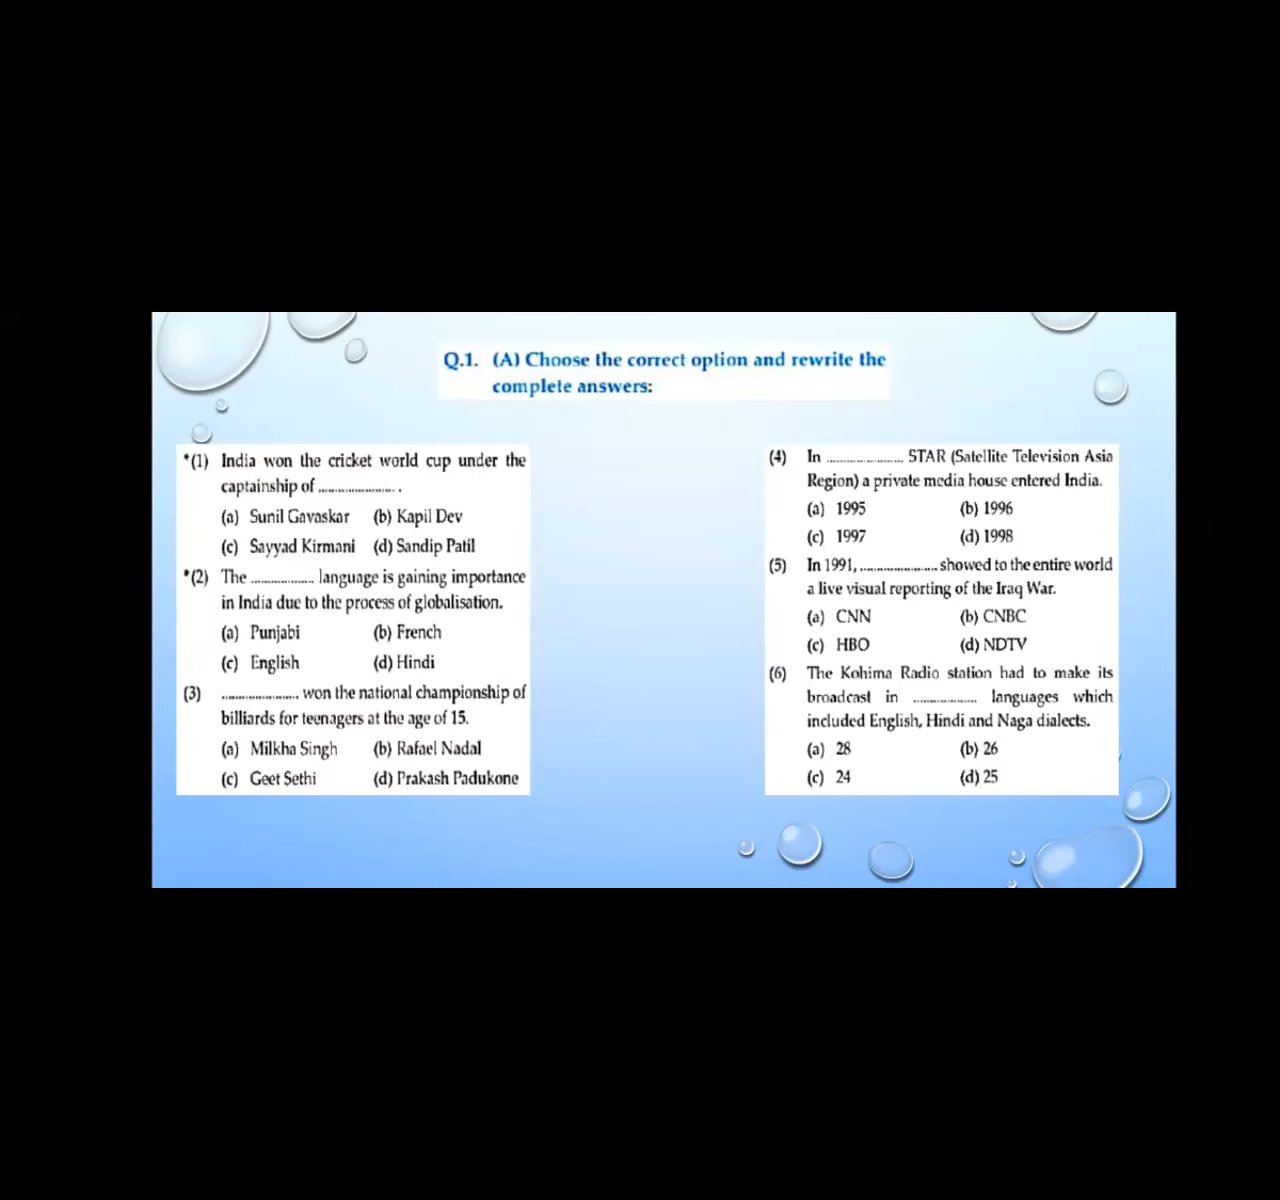 Q.1. (A) Choose the correct option and rewrite the
complete answers:
*(1) India won the cricket world cup under the
captainship of ..................... .
(a) Sunil Gavaskar (b) Kapil Dev
(c) Sayyad Kirmani (d) Sandip Patil
*(2) The ................. language is gaining importance
in India due to the process of globalisation.
(a) Punjabi (b) French
(c) English (d) Hindi
(3) ..................... won the national championship of
billiards for teenagers at the age of 15.
(a) Milkha Singh (b) Rafael Nadal
(c) Geet Sethi (d) Prakash Padukone
(4) In ..................... STAR (Satellite Television Asia
Region) a private media house entered India.
(a) 1995 (b) 1996
(c) 1997 (d) 1998
(5) In 1991, ..................... showed to the entire world
a live visual reporting of the Iraq War.
(a) CNN (b) CNBC
(c) HBO (d) NDTV
(6) The Kohima Radio station had to make its
broadcast in ................. languages which
included English, Hindi and Naga dialects.
(a) 28 (b) 26
(c) 24 (d) 25